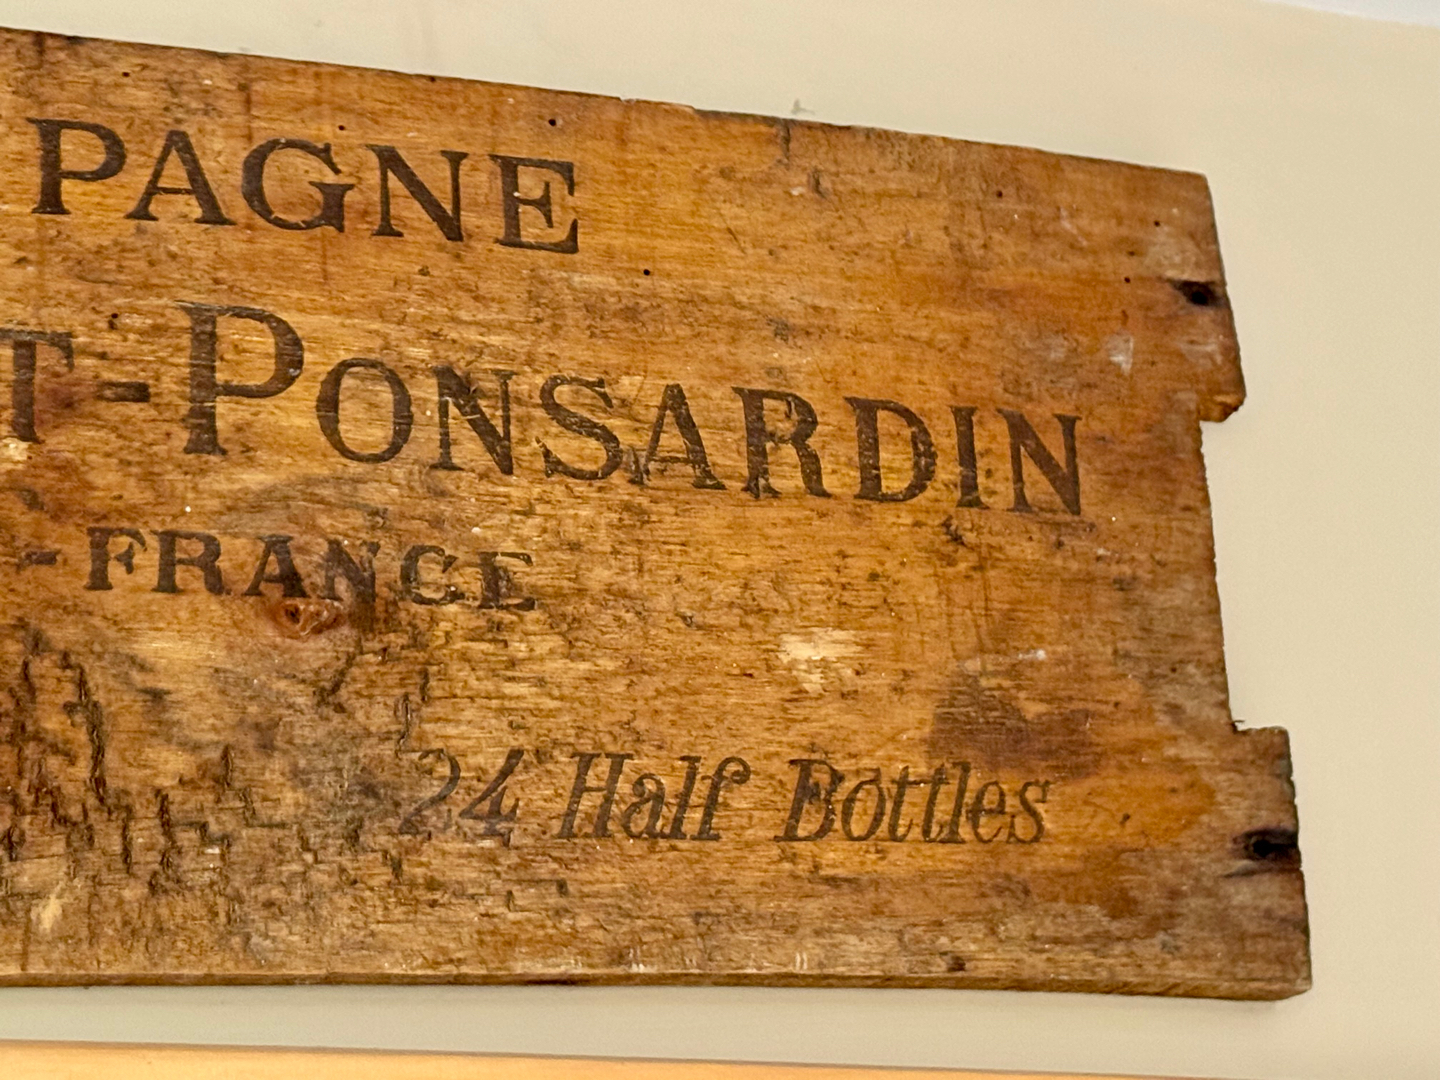 PAGNE
T-PONSARDIN
-FRANCE
24 Half Bottles